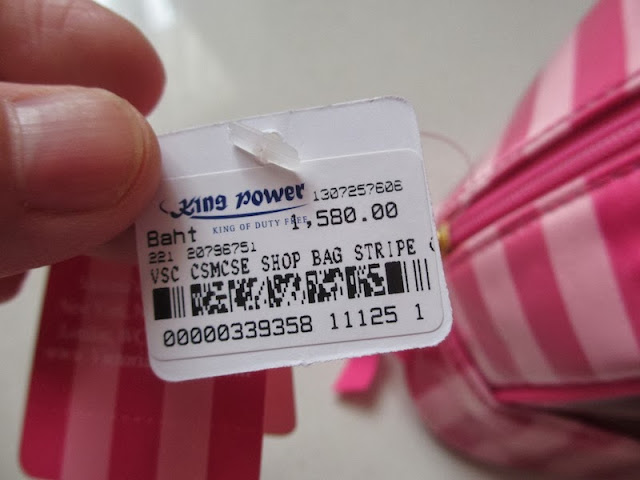 King Power 1307257606
KING OF DUTY FREE
Baht 1,580.00
221 20796751
VSC CSMCSE SHOP BAG STRIPE
00000339358 11125 1